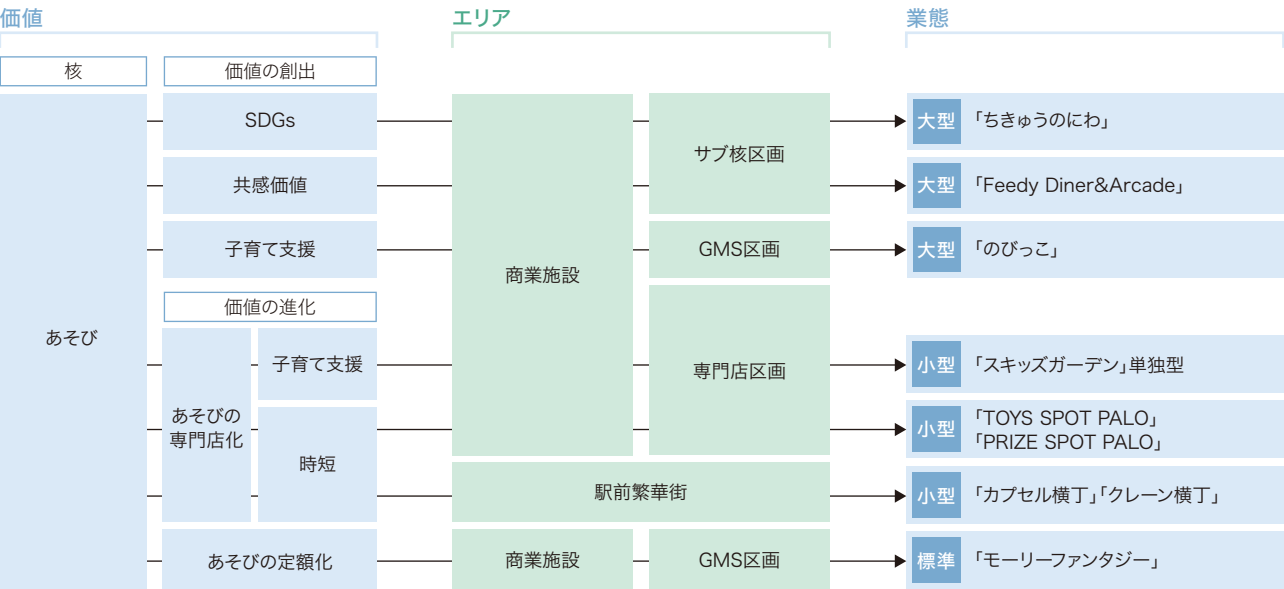 価値
エリア
業態
核
価値の創出
あそび
SDGs
共感価値
子育て支援
価値の進化
あそびの
専門店化
子育て支援
時短
あそびの定額化
商業施設
サブ核区画
GMS区画
専門店区画
駅前繁華街
商業施設
GMS区画
大型 「ちきゅうのにわ」
大型 「Feedy Diner&Arcade」
大型 「のびっこ」
小型 「スキッズガーデン」単独型
小型 「TOYS SPOT PALO」
「PRIZE SPOT PALO」
小型 「カプセル横丁」「クレーン横丁」
標準 「モーリーファンタジー」